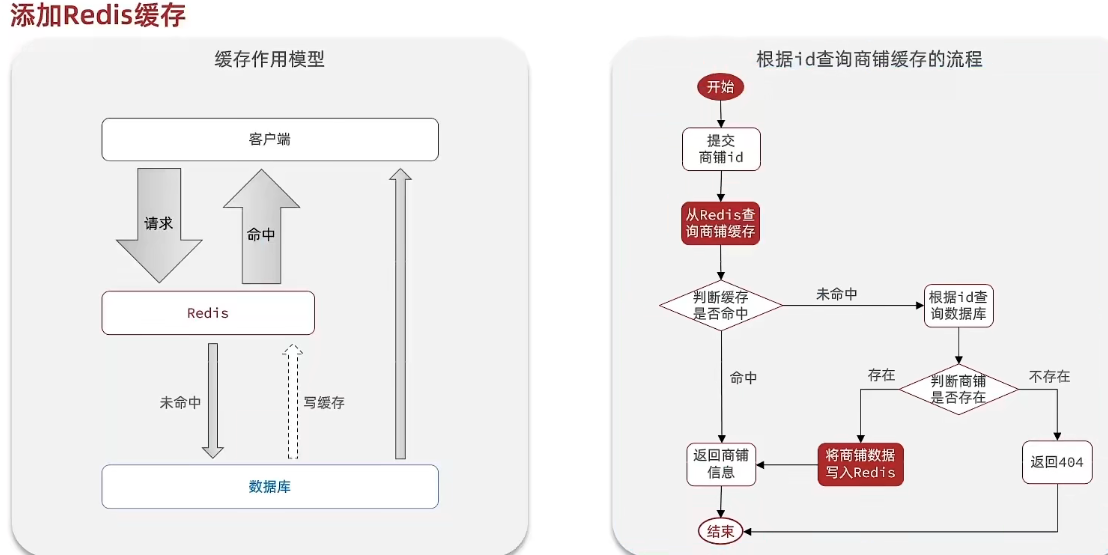 添加Redis缓存
缓存作用模型
客户端
请求
命中
Redis
未命中
写缓存
数据库
根据id查询商铺缓存的流程
开始
提交
商铺id
从Redis查
询商铺缓存
判断缓存
是否命中
未命中
根据id查
询数据库
命中
判断商铺
是否存在
存在
不存在
返回商铺
信息
将商铺数据
写入Redis
返回404
结束